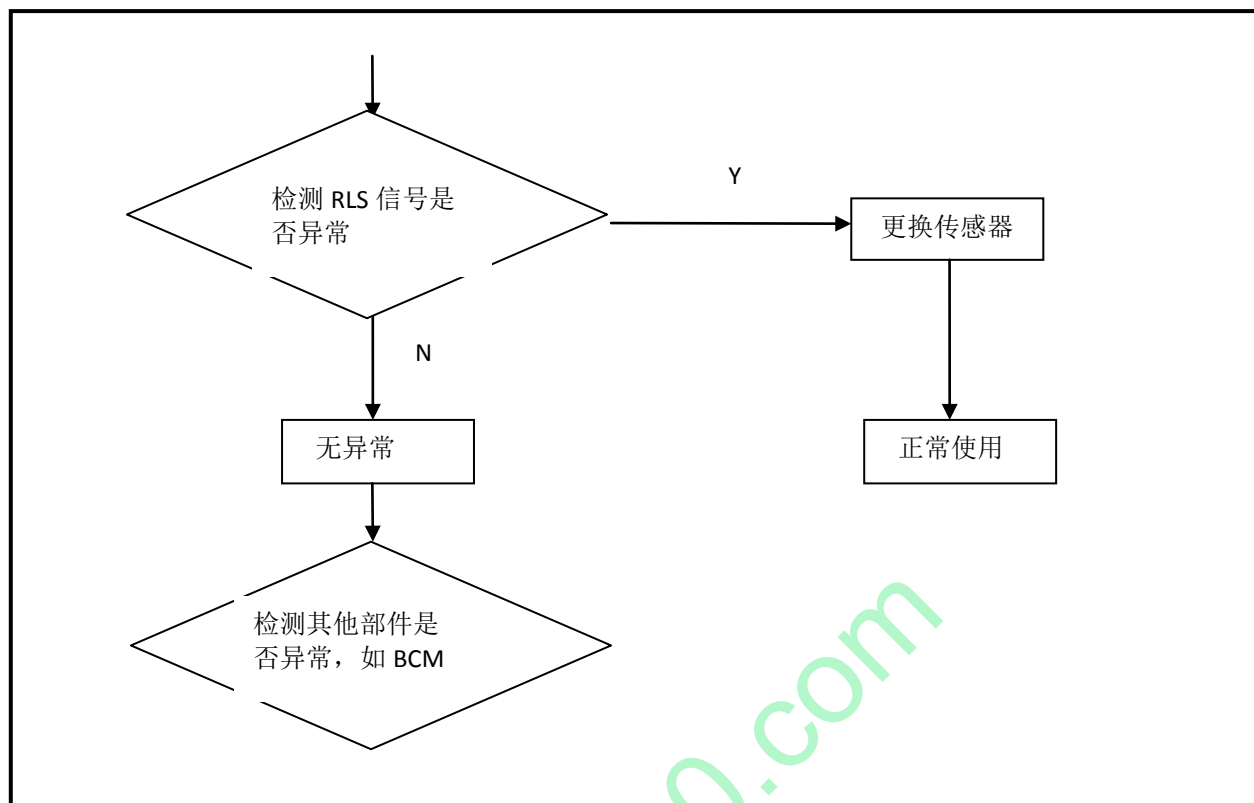 检测 RLS 信号是
否异常
Y
更换传感器
N
无异常
正常使用
检测其他部件是
否异常，如 BCM
.com